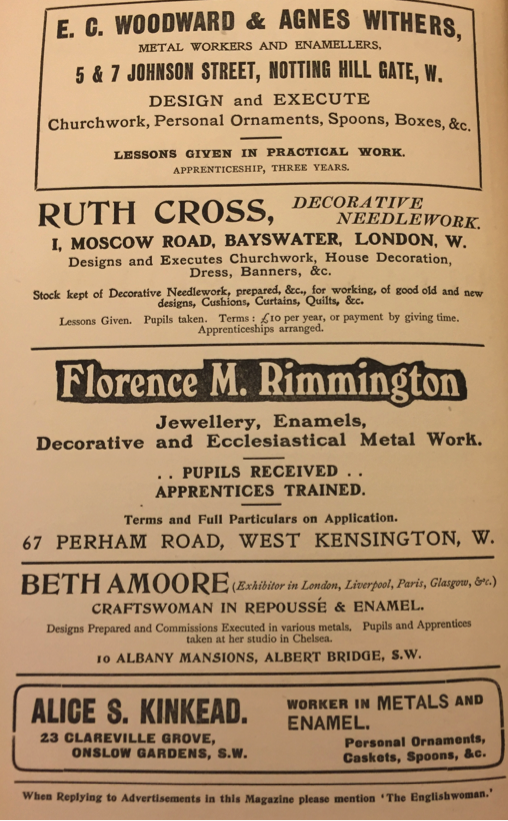 E. C. WOODWARD & AGNES WITHERS,
METAL WORKERS AND ENAMELLERS,
5 & 7 JOHNSON STREET, NOTTING HILL GATE, W.
DESIGN and EXECUTE
Churchwork, Personal Ornaments, Spoons, Boxes, &c.
LESSONS GIVEN IN PRACTICAL WORK.
APPRENTICESHIP, THREE YEARS.
RUTH CROSS, DECORATIVE
NEEDLEWORK.
1, MOSCOW ROAD, BAYSWATER, LONDON, W.
Designs and Executes Churchwork, House Decoration,
Dress, Banners, &c.
Stock kept of Decorative Needlework, prepared, &c., for working, of good old and new
designs, Cushions, Curtains, Quilts, &c.
Lessons Given. Pupils taken. Terms : £10 per year, or payment by giving time.
Apprenticeships arranged.
Florence M. Rimmington
Jewellery, Enamels,
Decorative and Ecclesiastical Metal Work.
. . PUPILS RECEIVED . .
APPRENTICES TRAINED.
Terms and Full Particulars on Application.
67 PERHAM ROAD, WEST KENSINGTON, W.
BETH AMOORE (Exhibitor in London, Liverpool, Paris, Glasgow, &c.)
CRAFTSWOMAN IN REPOUSSÉ & ENAMEL.
Designs Prepared and Commissions Executed in various metals. Pupils and Apprentices
taken at her studio in Chelsea.
10 ALBANY MANSIONS, ALBERT BRIDGE, S.W.
ALICE S. KINKEAD.
23 CLAREVILLE GROVE,
ONSLOW GARDENS, S.W.
WORKER IN METALS AND
ENAMEL.
Personal Ornaments,
Caskets, Spoons, &c.
When Replying to Advertisements in this Magazine please mention 'The Englishwoman.'